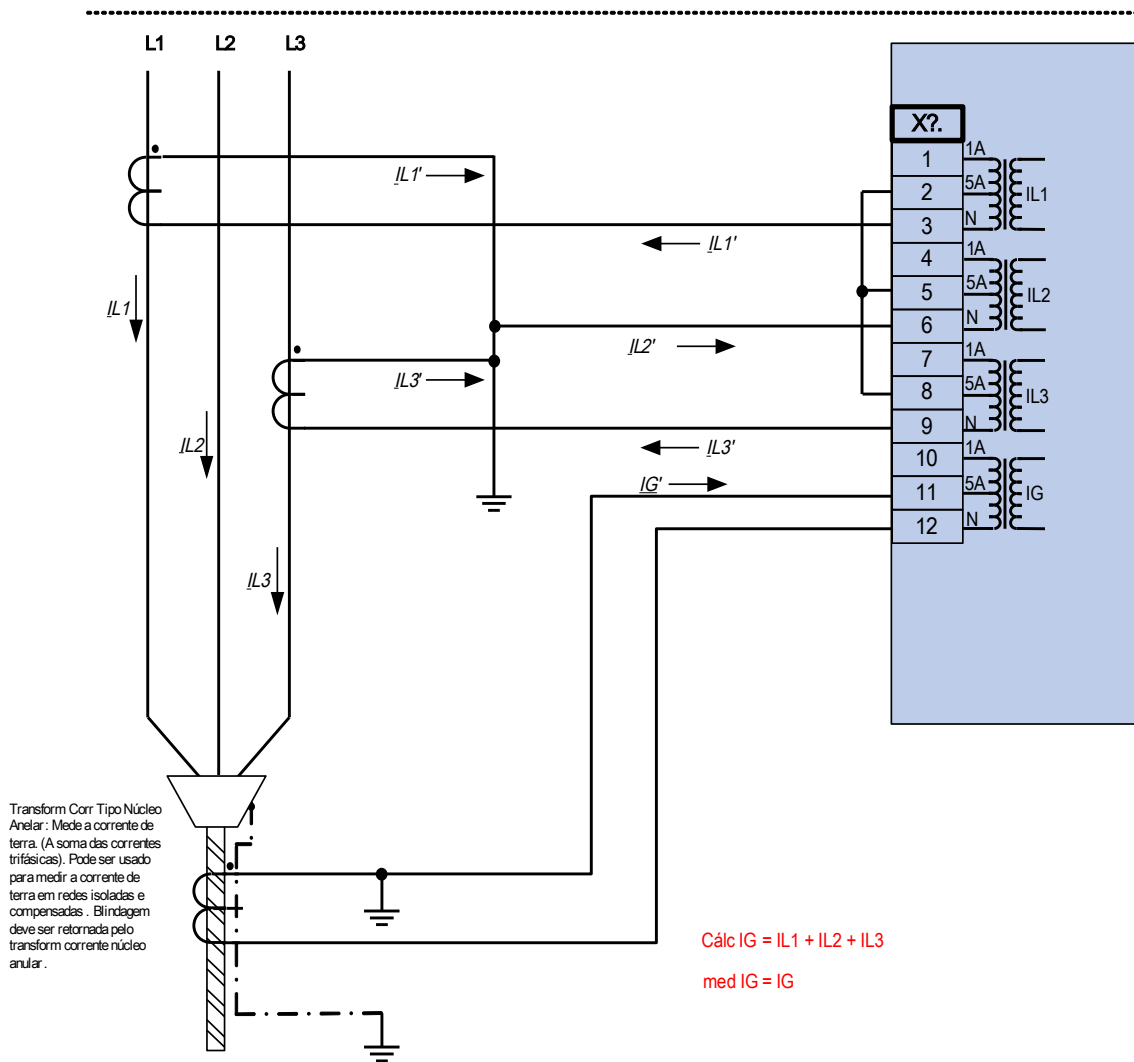 L1 L2 L3
X?.
1 1A
2 5A IL1
3 N
4 1A
5 5A IL2
6 N
7 1A
8 5A IL3
9 N
10 1A
11 5A IG
12 N
IL1'
IL1'
IL1
IL2'
IL3'
IL2
IL3'
IG'
IL3
Transform Corr Tipo Núcleo
Anelar: Mede a corrente de
terra. (A soma das correntes
trifásicas). Pode ser usado
para medir a corrente de
terra em redes isoladas e
compensadas . Blindagem
deve ser retornada pelo
transform corrente núcleo
anular .
Cálc IG = IL1 + IL2 + IL3
med IG = IG